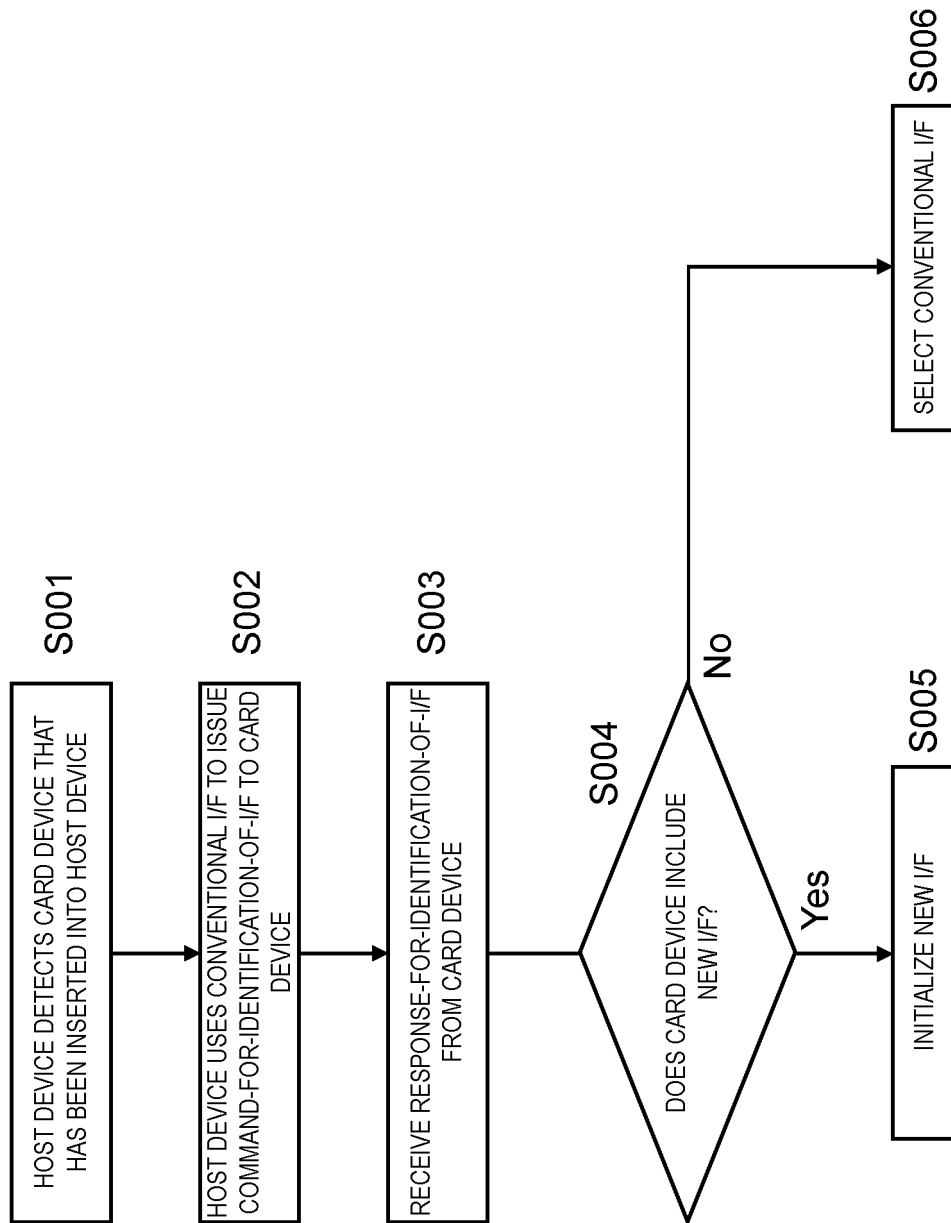 S001
HOST DEVICE DETECTS CARD DEVICE THAT
HAS BEEN INSERTED INTO HOST DEVICE
S002
HOST DEVICE USES CONVENTIONAL I/F TO ISSUE
COMMAND-FOR-IDENTIFICATION-OF-I/F TO CARD
DEVICE
S003
RECEIVE RESPONSE-FOR-IDENTIFICATION-OF-I/F
FROM CARD DEVICE
S004
DOES CARD DEVICE INCLUDE
NEW I/F?
No
Yes
S005
INITIALIZE NEW I/F
S006
SELECT CONVENTIONAL I/F